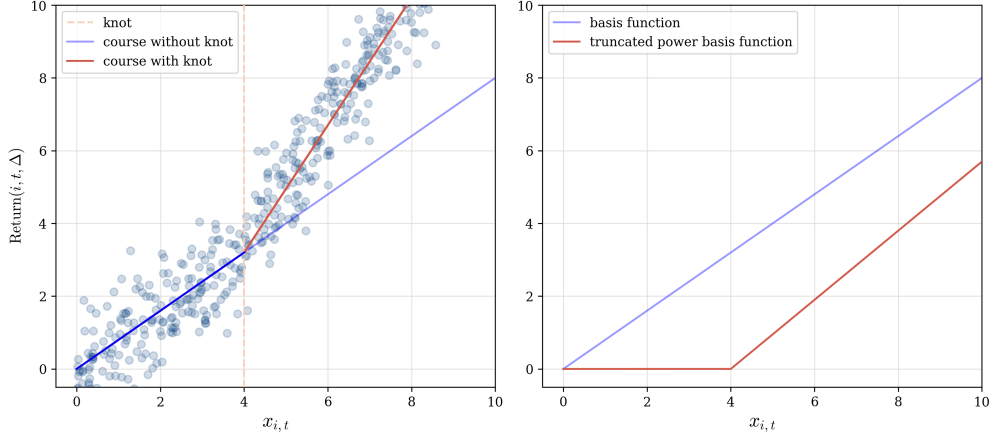 knot
course without knot
course with knot
Return(i, t, Δ)
10
8
6
4
2
0
0 2 4 6 8 10
x_{i,t}
basis function
truncated power basis function
10
8
6
4
2
0
0 2 4 6 8 10
x_{i,t}